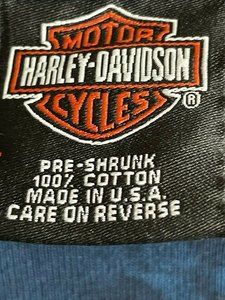 MOTOR
HARLEY-DAVIDSON
CYCLES
®
PRE-SHRUNK
100% COTTON
MADE IN U.S.A.
CARE ON REVERSE